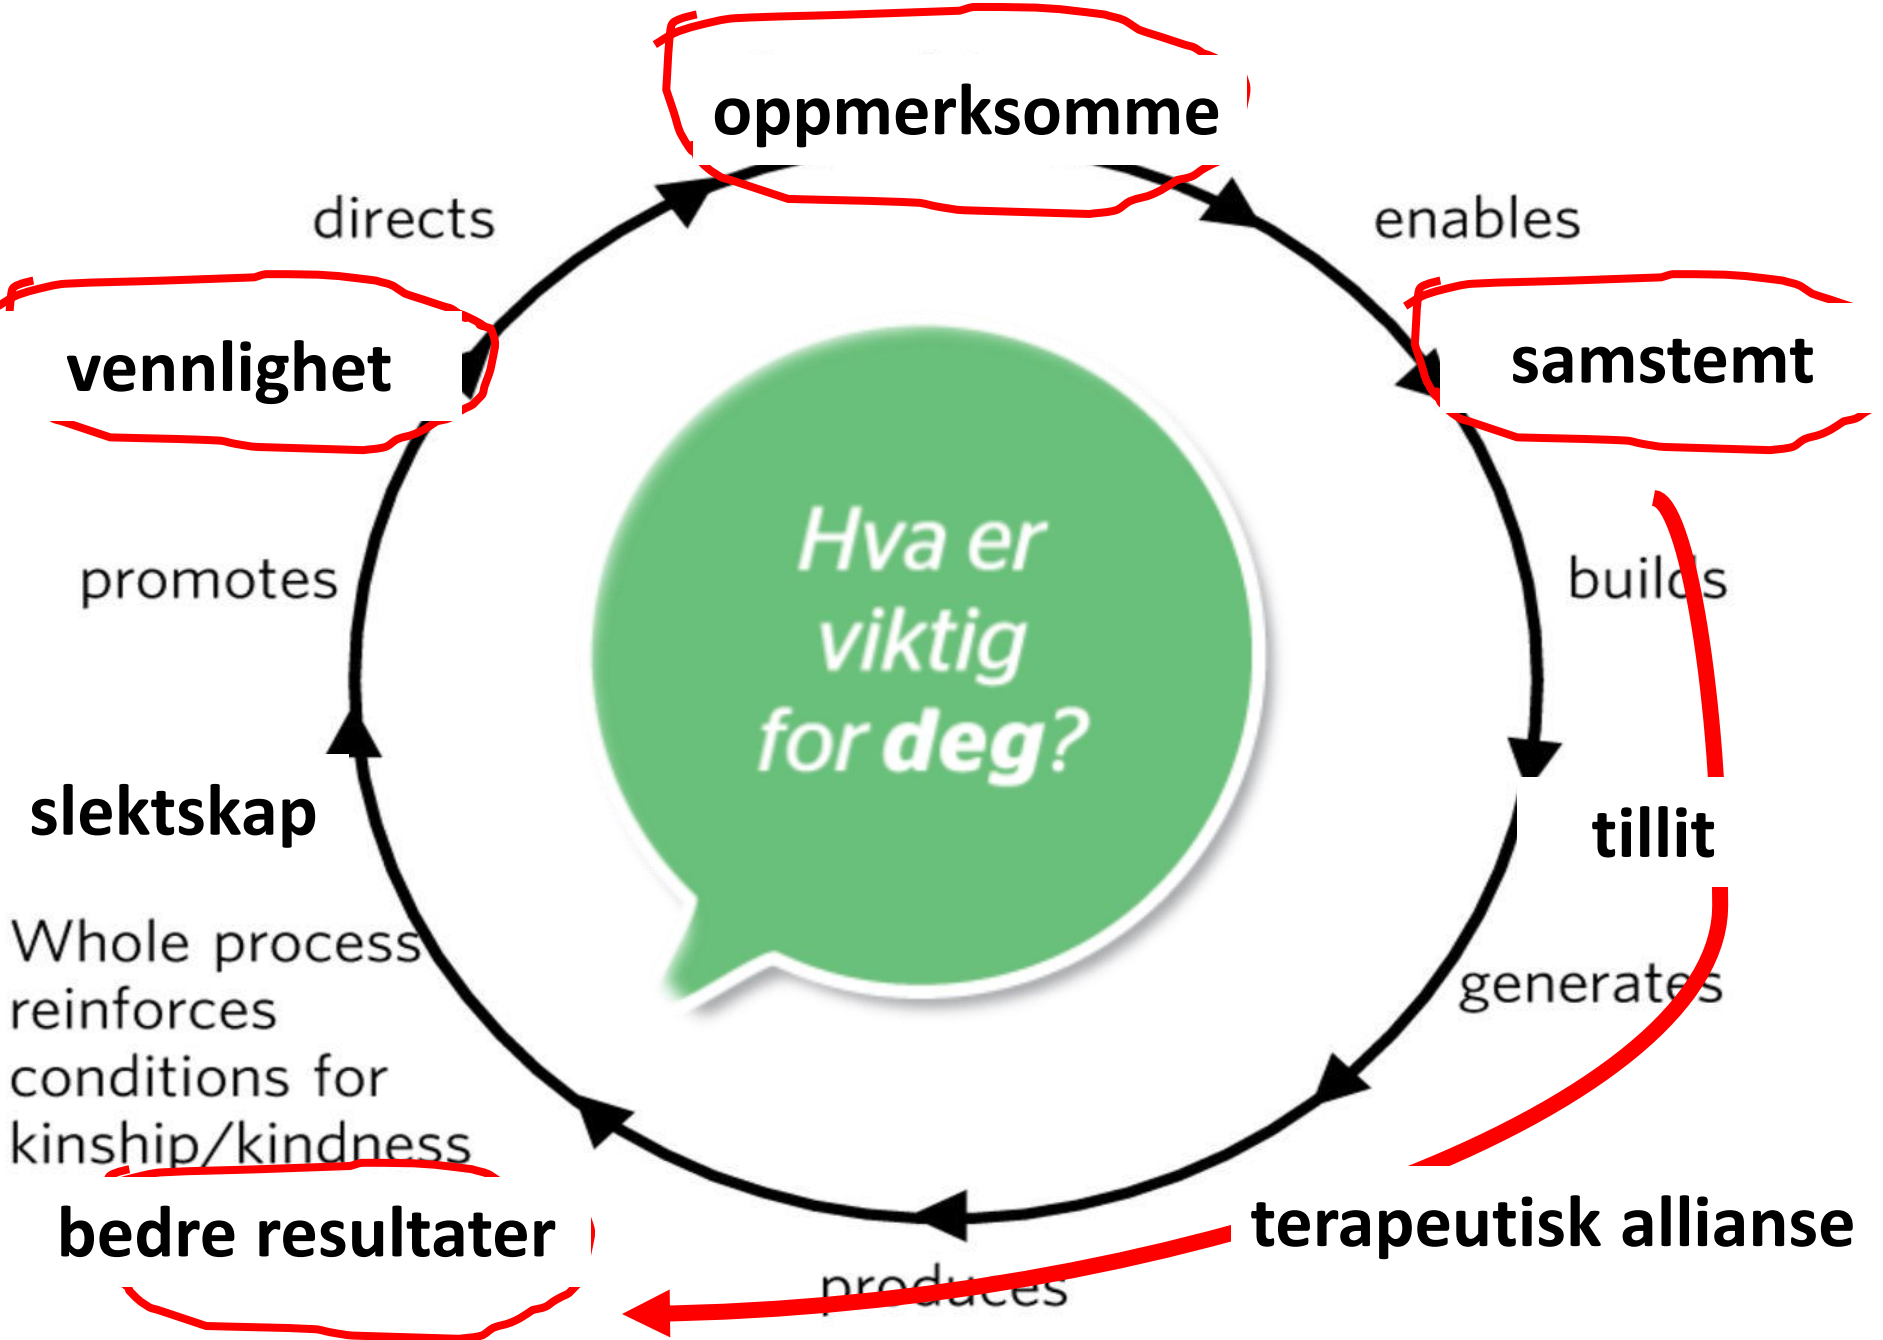 oppmerksomme
directs
enables
vennlighet
samstemt
Hva er
viktig
for deg?
promotes
builds
slektskap
tillit
Whole process
reinforces
conditions for
kinship/kindness
generates
bedre resultater
terapeutisk allianse
produces